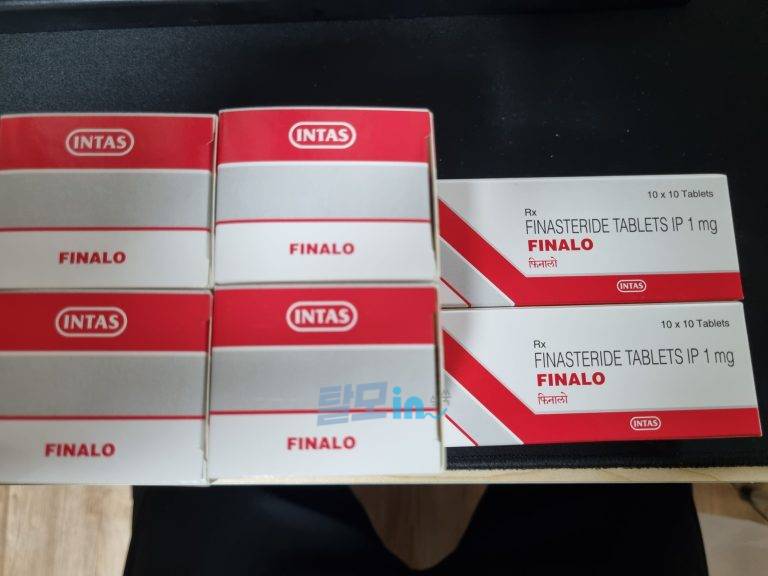 INTAS
FINALO
INTAS
FINALO
INTAS
FINALO
INTAS
FINALO
10 x 10 Tablets
Rx
FINASTERIDE TABLETS IP 1 mg
FINALO
फिनालो
INTAS
10 x 10 Tablets
Rx
FINASTERIDE TABLETS IP 1 mg
FINALO
फिनालो
INTAS
탈모in